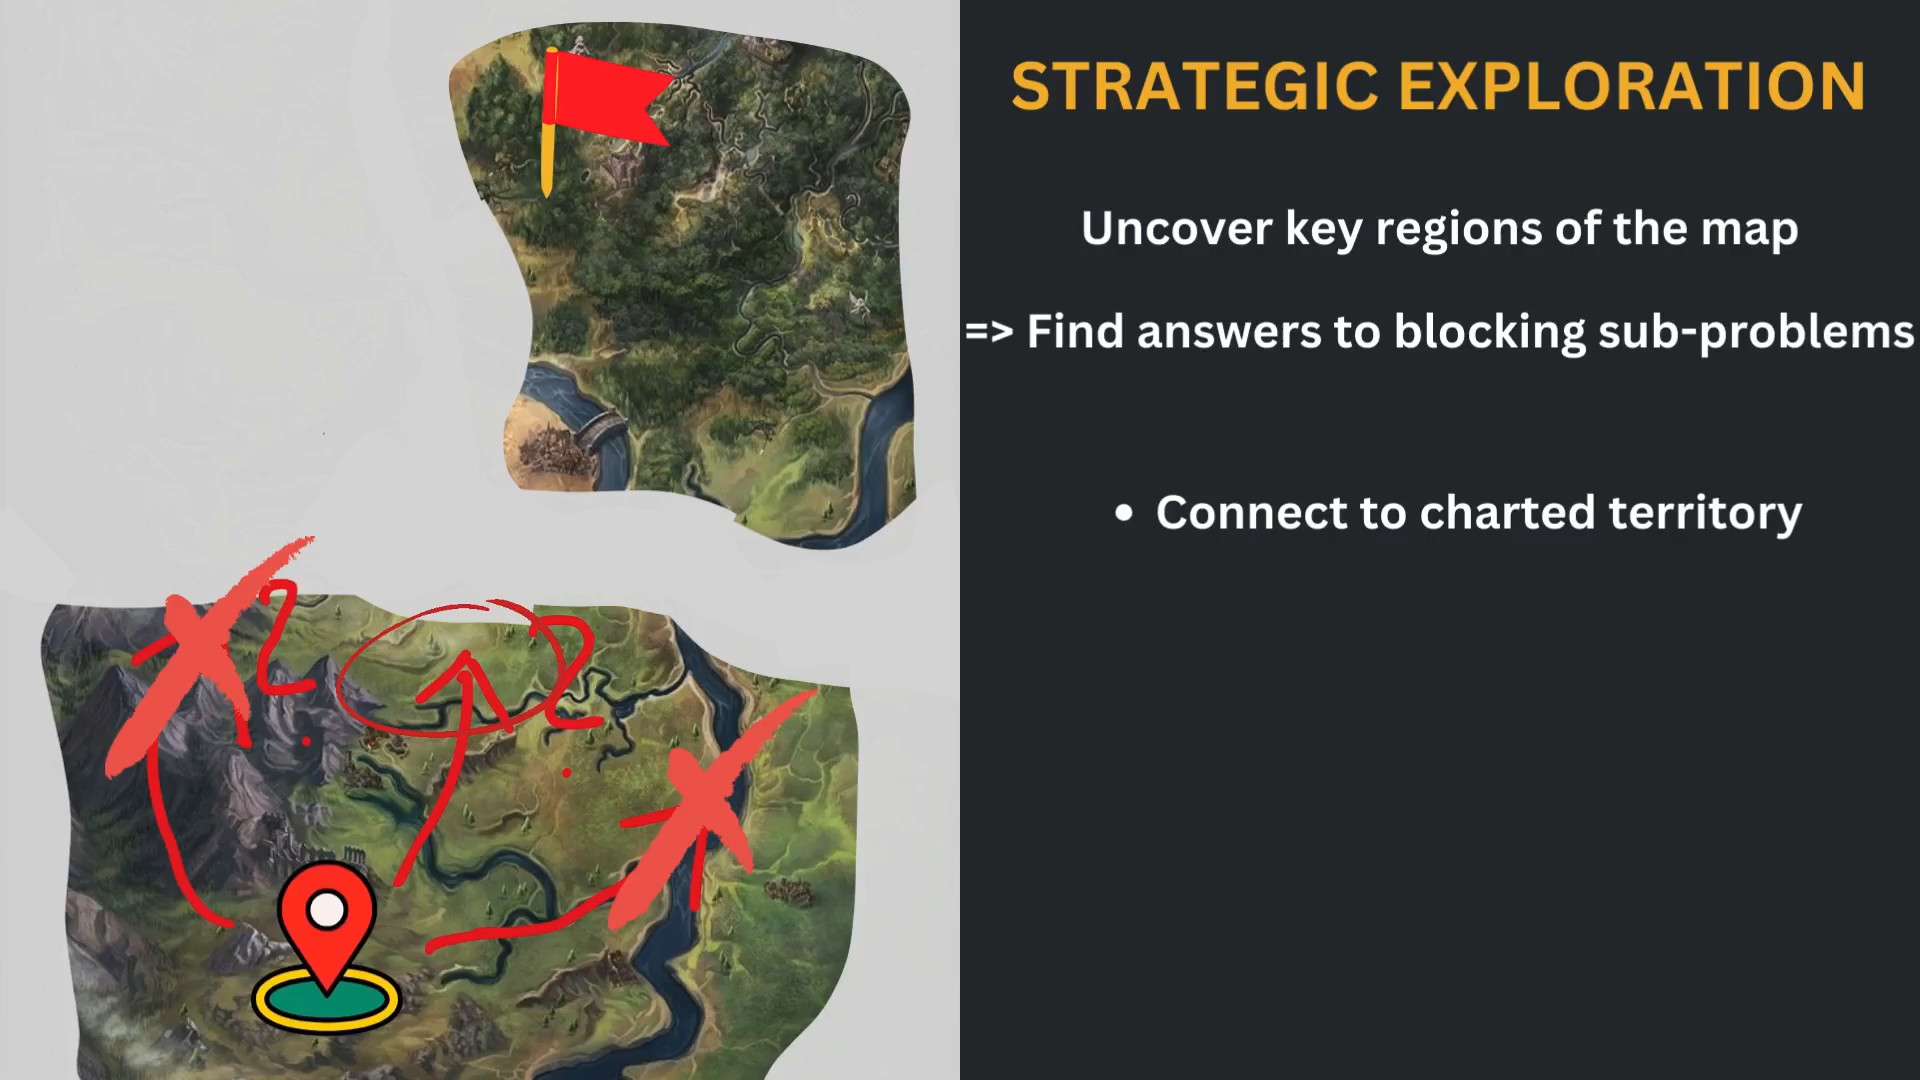 STRATEGIC EXPLORATION
Uncover key regions of the map
=> Find answers to blocking sub-problems
• Connect to charted territory
?
?